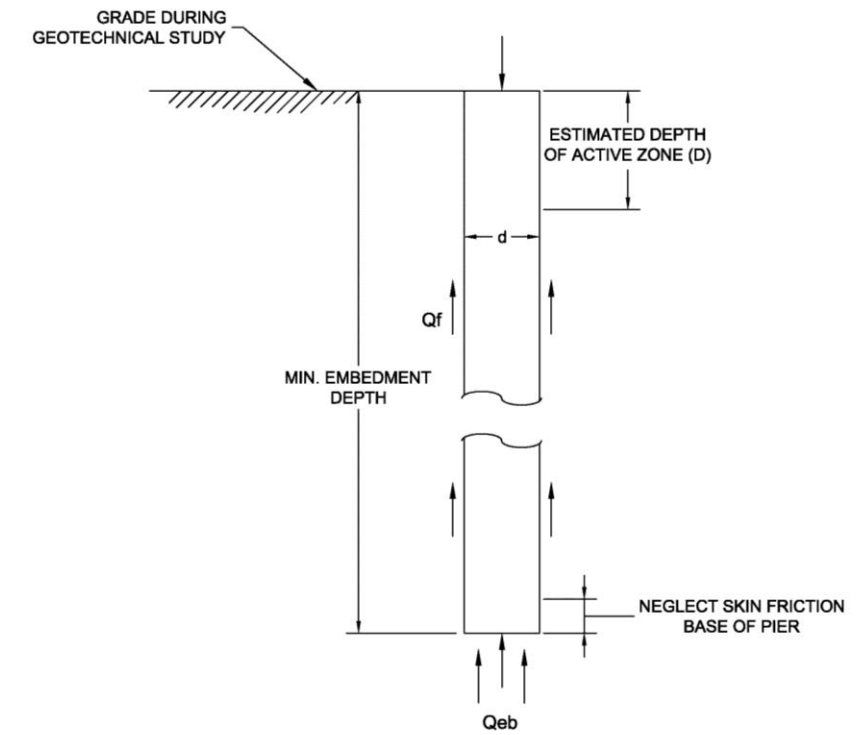 GRADE DURING
GEOTECHNICAL STUDY
ESTIMATED DEPTH
OF ACTIVE ZONE (D)
d
Qf
MIN. EMBEDMENT
DEPTH
NEGLECT SKIN FRICTION
BASE OF PIER
Qeb